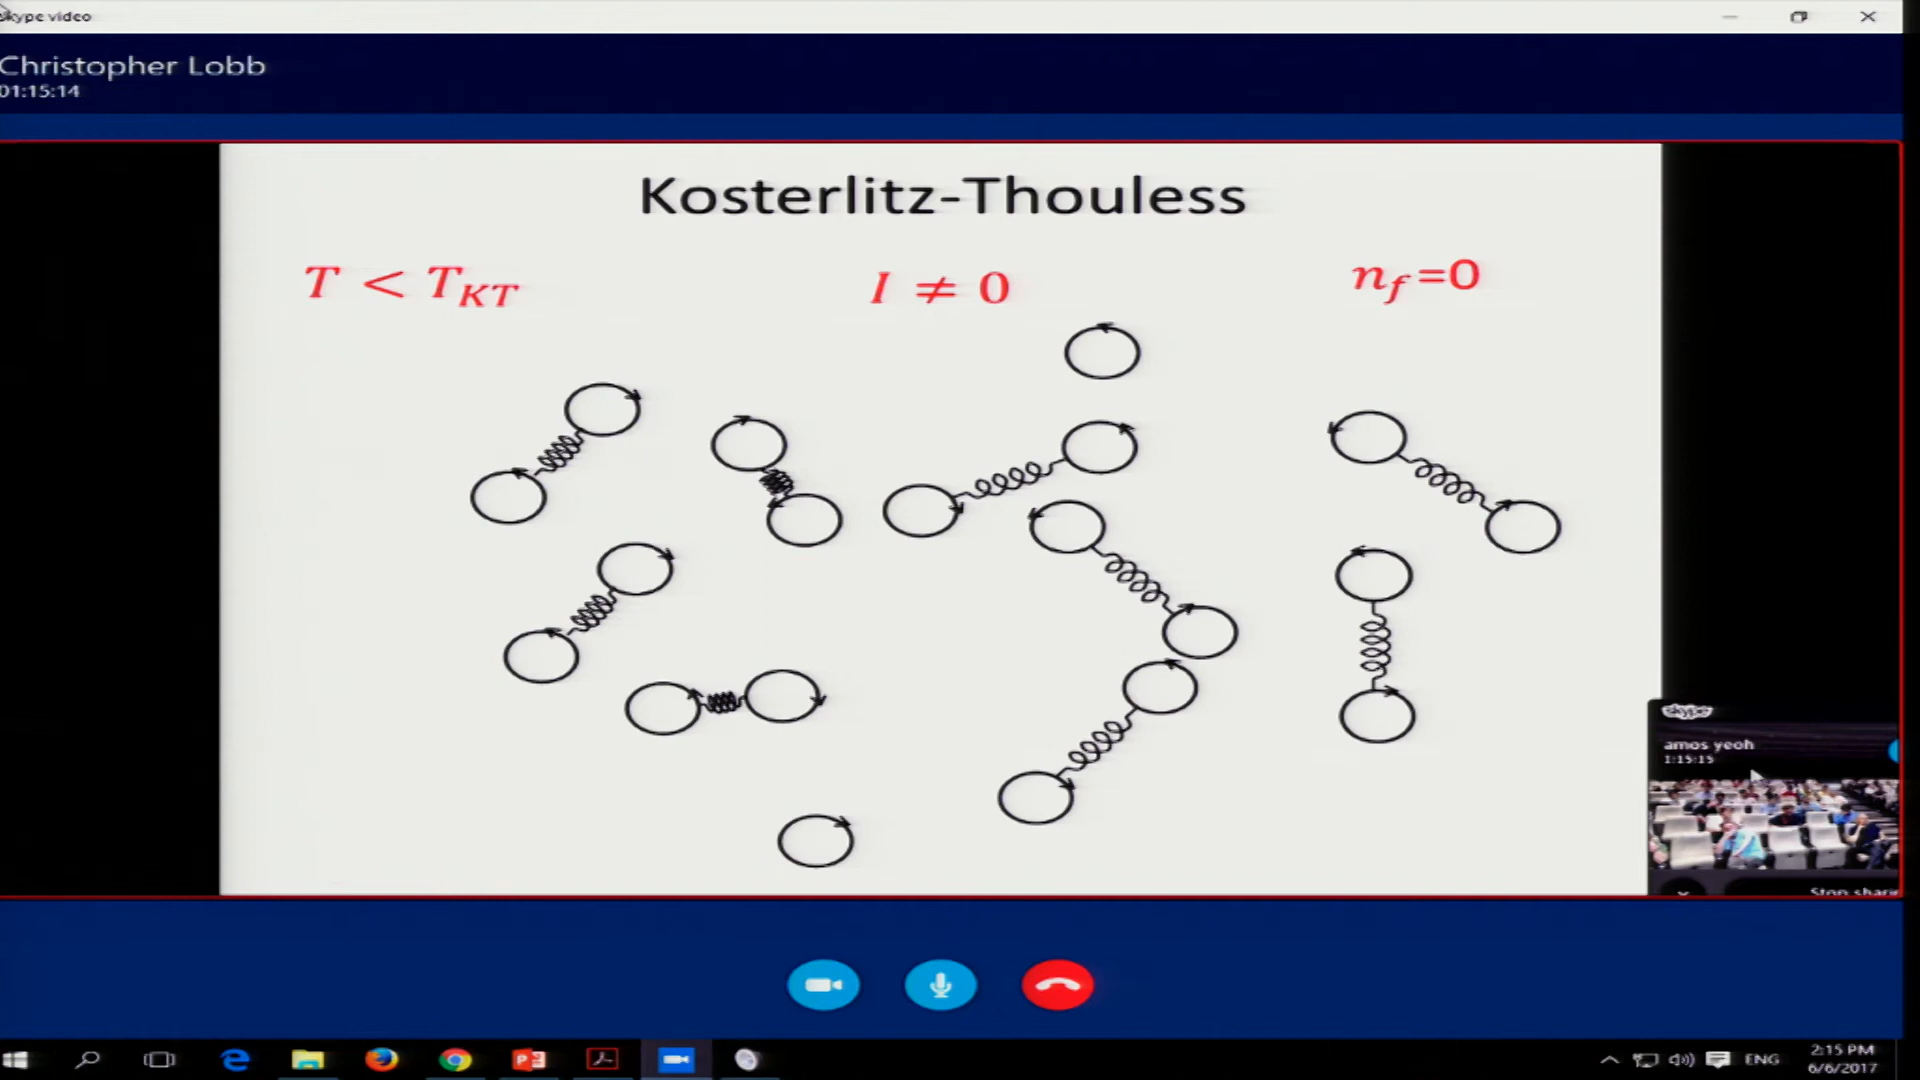 Skype video
Christopher Lobb
01:15:14
Kosterlitz-Thouless
T < T_KT
I ≠ 0
n_f=0
skype
amos yeoh
1:15:15
ENG
2:15 PM
6/6/2017